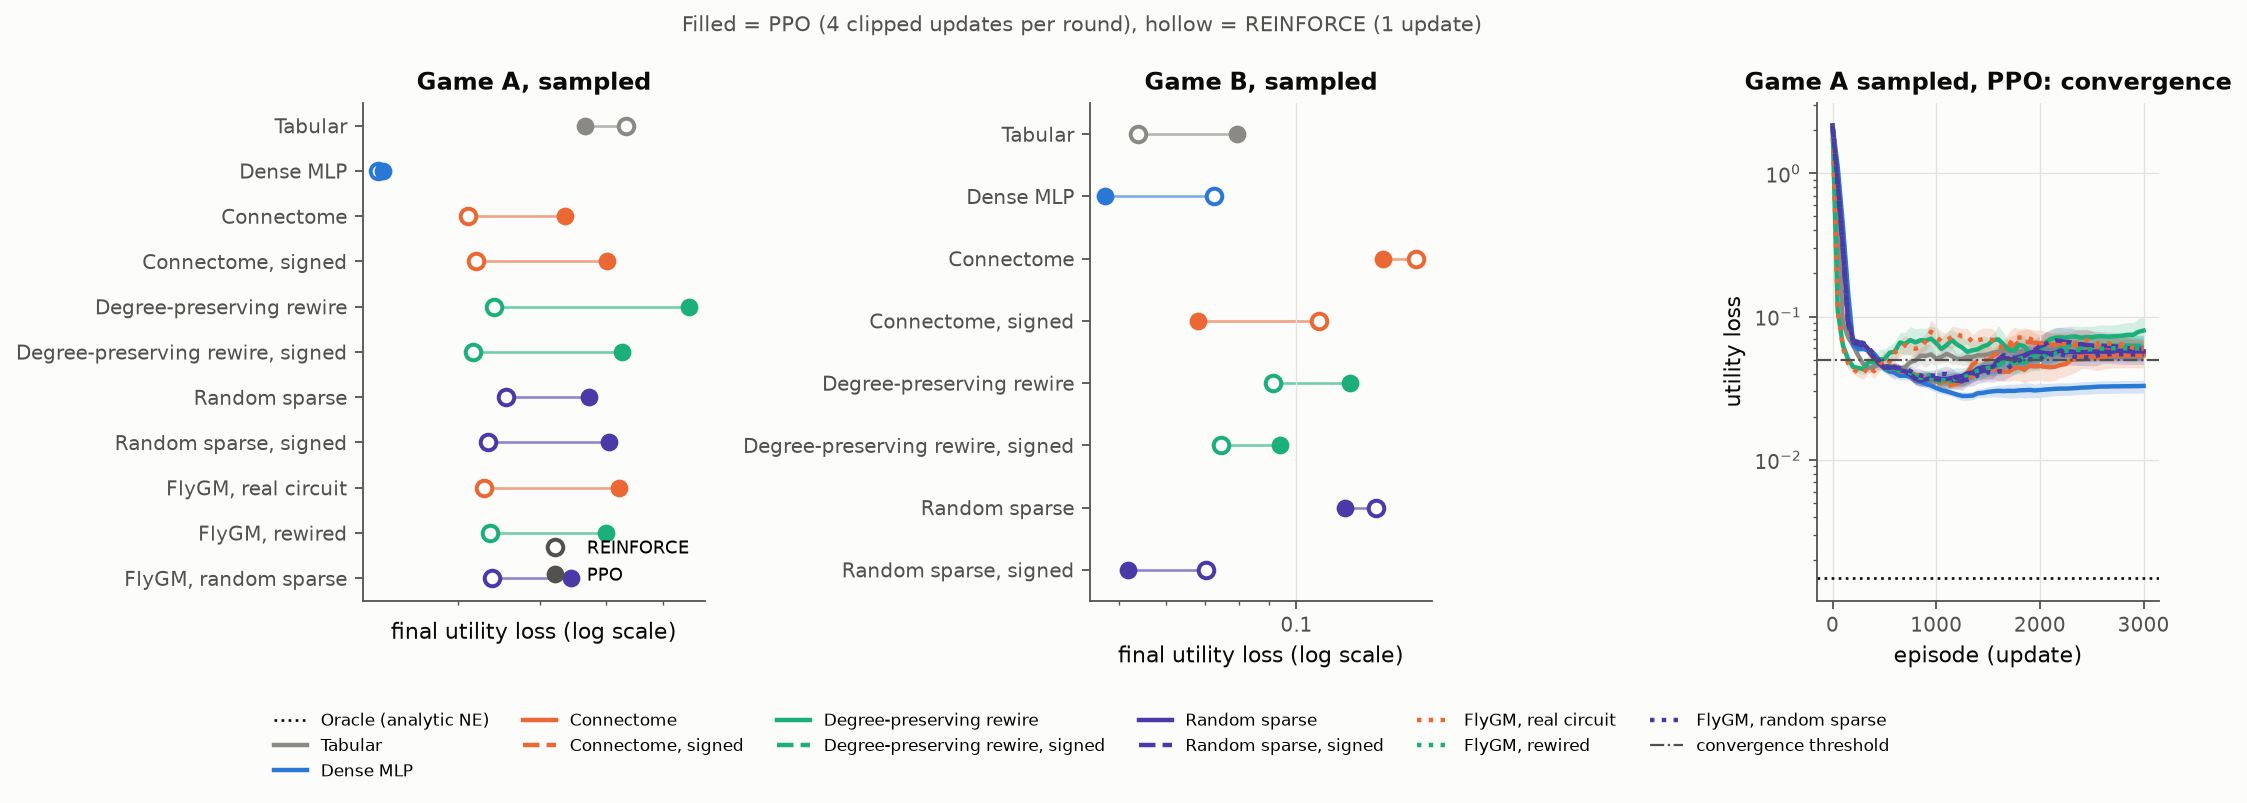 Filled = PPO (4 clipped updates per round), hollow = REINFORCE (1 update)
Game A, sampled
Tabular
Dense MLP
Connectome
Connectome, signed
Degree-preserving rewire
Degree-preserving rewire, signed
Random sparse
Random sparse, signed
FlyGM, real circuit
FlyGM, rewired
FlyGM, random sparse
REINFORCE
PPO
final utility loss (log scale)
Game B, sampled
Tabular
Dense MLP
Connectome
Connectome, signed
Degree-preserving rewire
Degree-preserving rewire, signed
Random sparse
Random sparse, signed
0.1
final utility loss (log scale)
Game A sampled, PPO: convergence
utility loss
10⁰
10⁻¹
10⁻²
0 1000 2000 3000
episode (update)
Oracle (analytic NE)
Tabular
Dense MLP
Connectome
Connectome, signed
Degree-preserving rewire
Degree-preserving rewire, signed
Random sparse
Random sparse, signed
FlyGM, real circuit
FlyGM, rewired
FlyGM, random sparse
convergence threshold